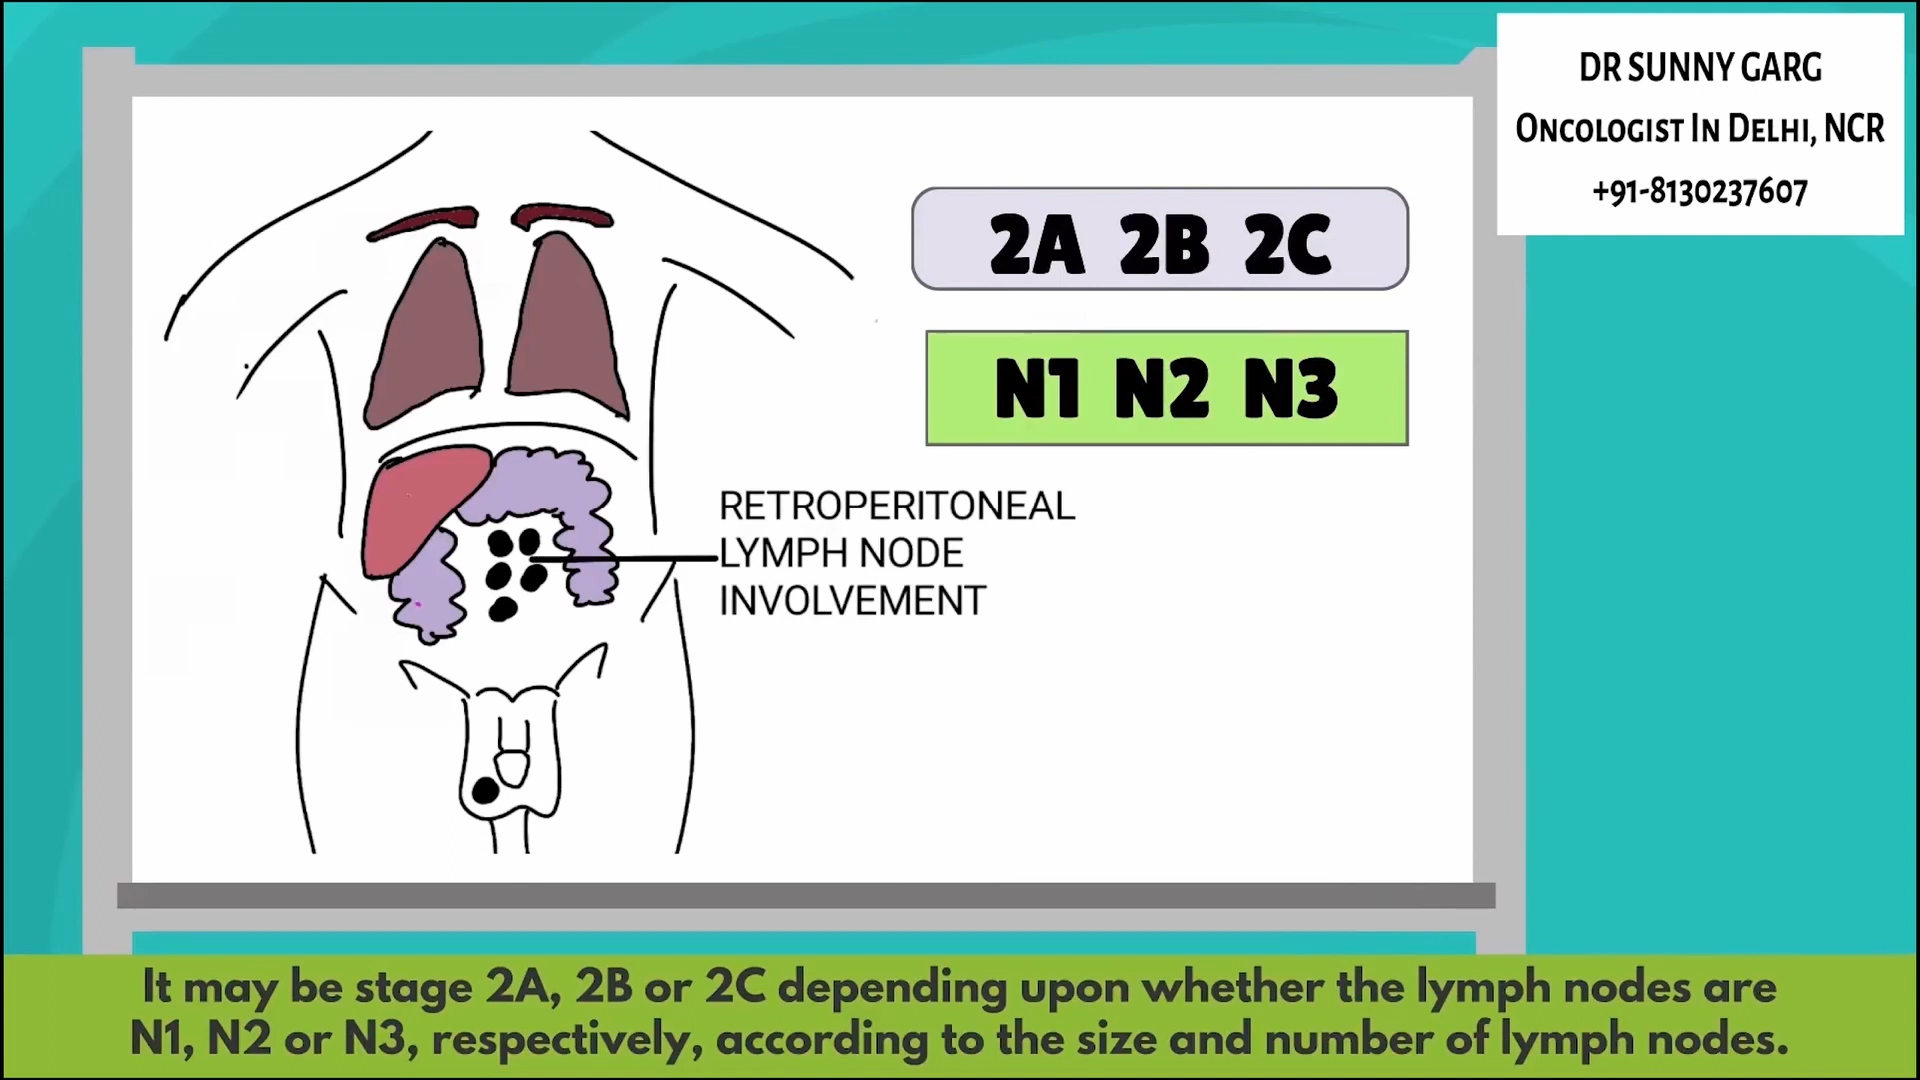 DR SUNNY GARG
ONCOLOGIST IN DELHI, NCR
+91-8130237607
2A 2B 2C
N1 N2 N3
RETROPERITONEAL
LYMPH NODE
INVOLVEMENT
It may be stage 2A, 2B or 2C depending upon whether the lymph nodes are
N1, N2 or N3, respectively, according to the size and number of lymph nodes.